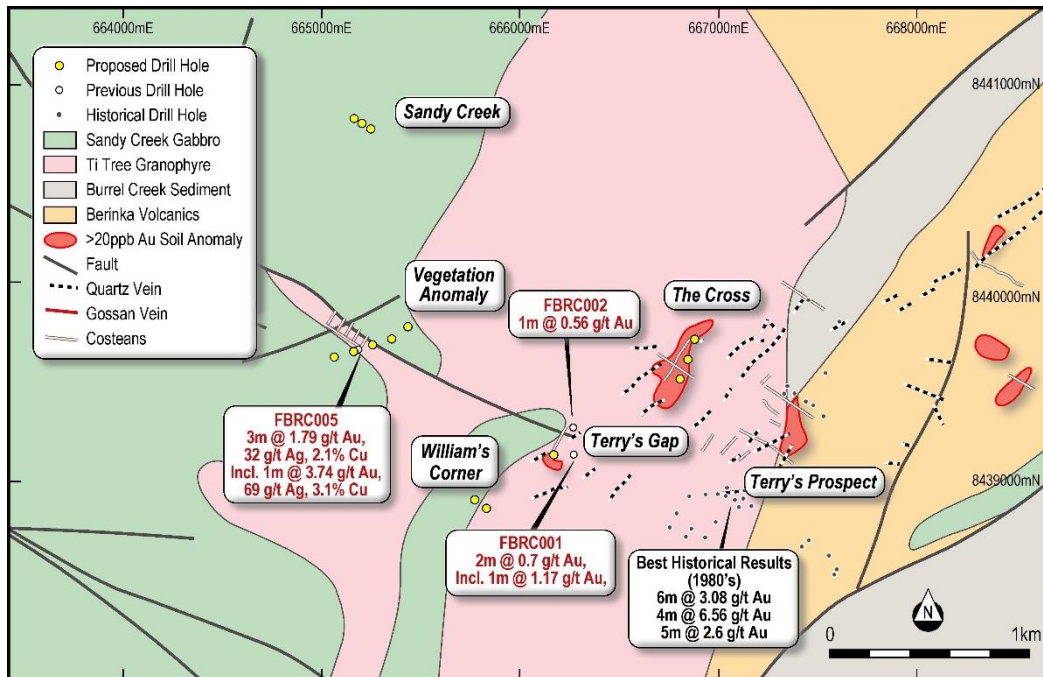 664000mE
665000mE
666000mE
667000mE
668000mE
Proposed Drill Hole
Previous Drill Hole
Historical Drill Hole
Sandy Creek Gabbro
Ti Tree Granophyre
Burrel Creek Sediment
Berinka Volcanics
>20ppb Au Soil Anomaly
Fault
Quartz Vein
Gossan Vein
Costeans
8441000mN
Sandy Creek
Vegetation
Anomaly
FBRC002
1m @ 0.56 g/t Au
The Cross
8440000mN
FBRC005
3m @ 1.79 g/t Au,
32 g/t Ag, 2.1% Cu
Incl. 1m @ 3.74 g/t Au,
69 g/t Ag, 3.1% Cu
William's
Corner
Terry's Gap
Terry's Prospect
8439000mN
FBRC001
2m @ 0.7 g/t Au,
Incl. 1m @ 1.17 g/t Au,
Best Historical Results
(1980's)
6m @ 3.08 g/t Au
4m @ 6.56 g/t Au
5m @ 2.6 g/t Au
N
0
1km